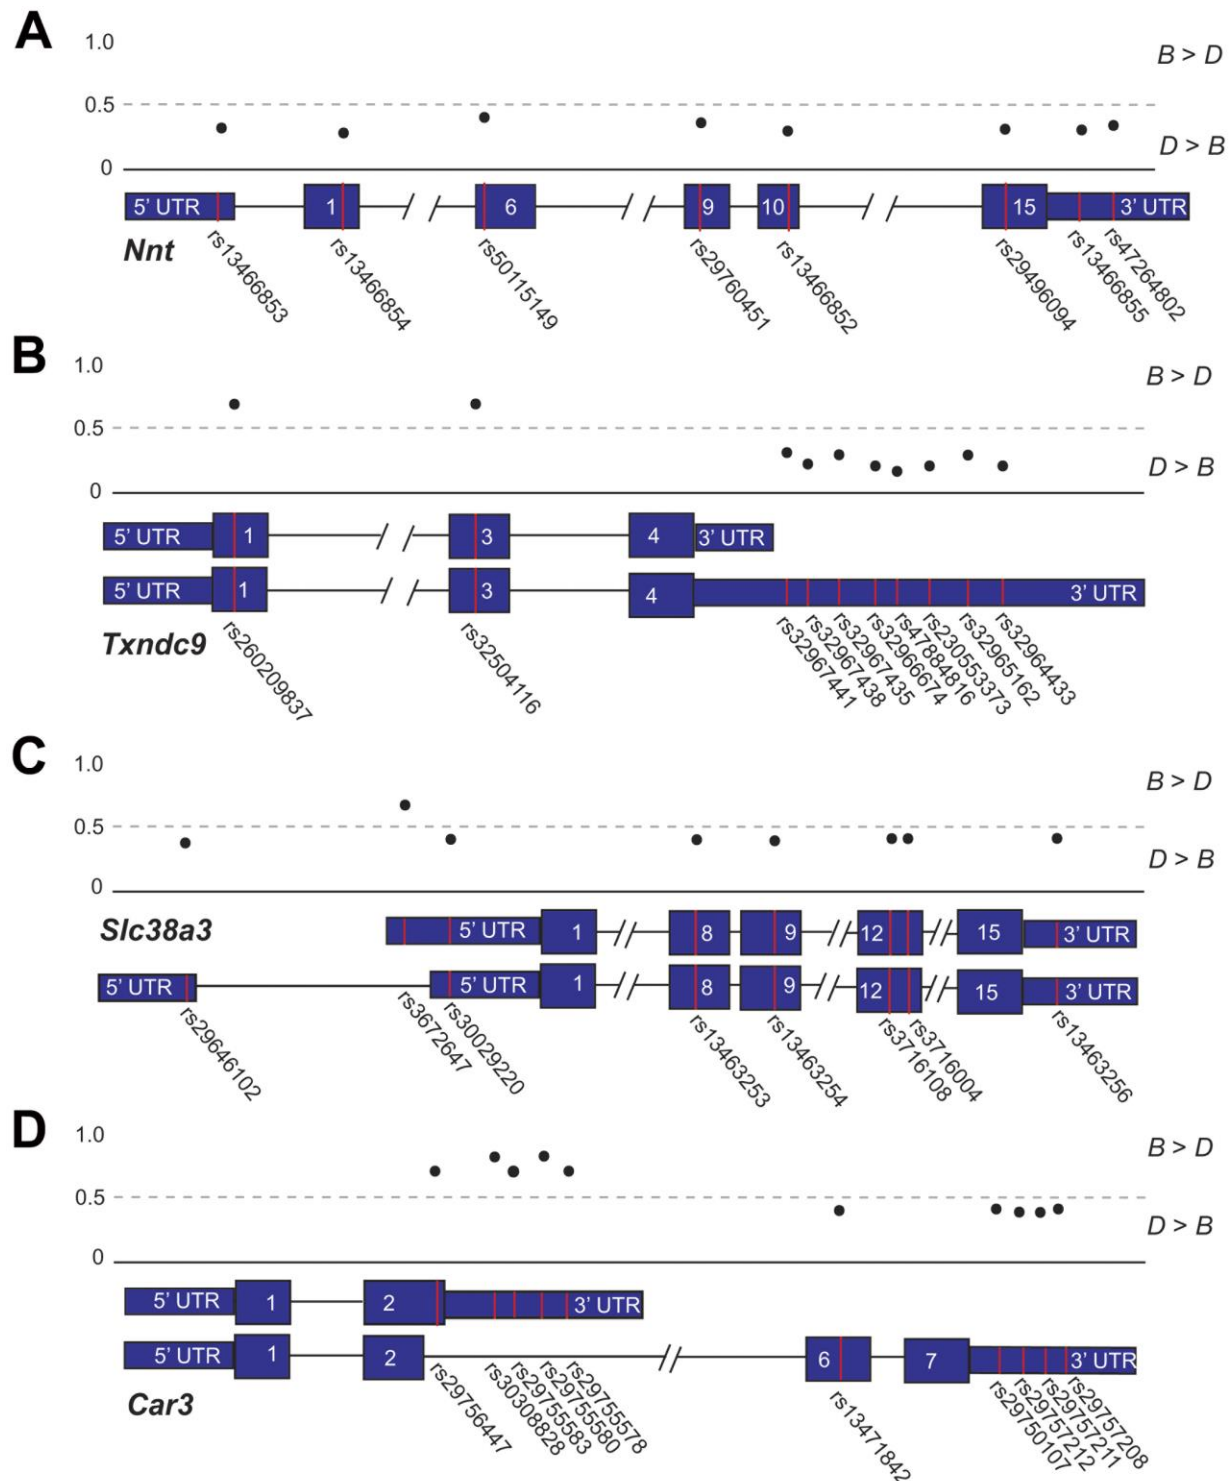 A
1.0
B > D
0.5
D > B
0
5' UTR
1
6
9
10
15
3' UTR
Nnt
rs13466853
rs13466854
rs50115149
rs29760451
rs13466852
rs29496094
rs13466855
rs47264802
B
1.0
B > D
0.5
D > B
0
5' UTR
1
3
4
3' UTR
5' UTR
1
3
4
3' UTR
Txndc9
rs260209837
rs32504116
rs32967441
rs32967438
rs32967435
rs32966674
rs47884816
rs230553373
rs32965162
rs32964433
C
1.0
B > D
0.5
D > B
0
Slc38a3
5' UTR
1
8
9
12
15
3' UTR
5' UTR
5' UTR
1
8
9
12
15
3' UTR
rs29646102
rs3672647
rs30029220
rs13463253
rs13463254
rs3716108
rs3716004
rs13463256
D
1.0
B > D
0.5
D > B
0
5' UTR
1
2
3' UTR
5' UTR
1
2
6
7
3' UTR
Car3
rs29756447
rs30308828
rs29755583
rs29755580
rs29755578
rs13471842
rs29750107
rs29757212
rs29757211
rs29757208